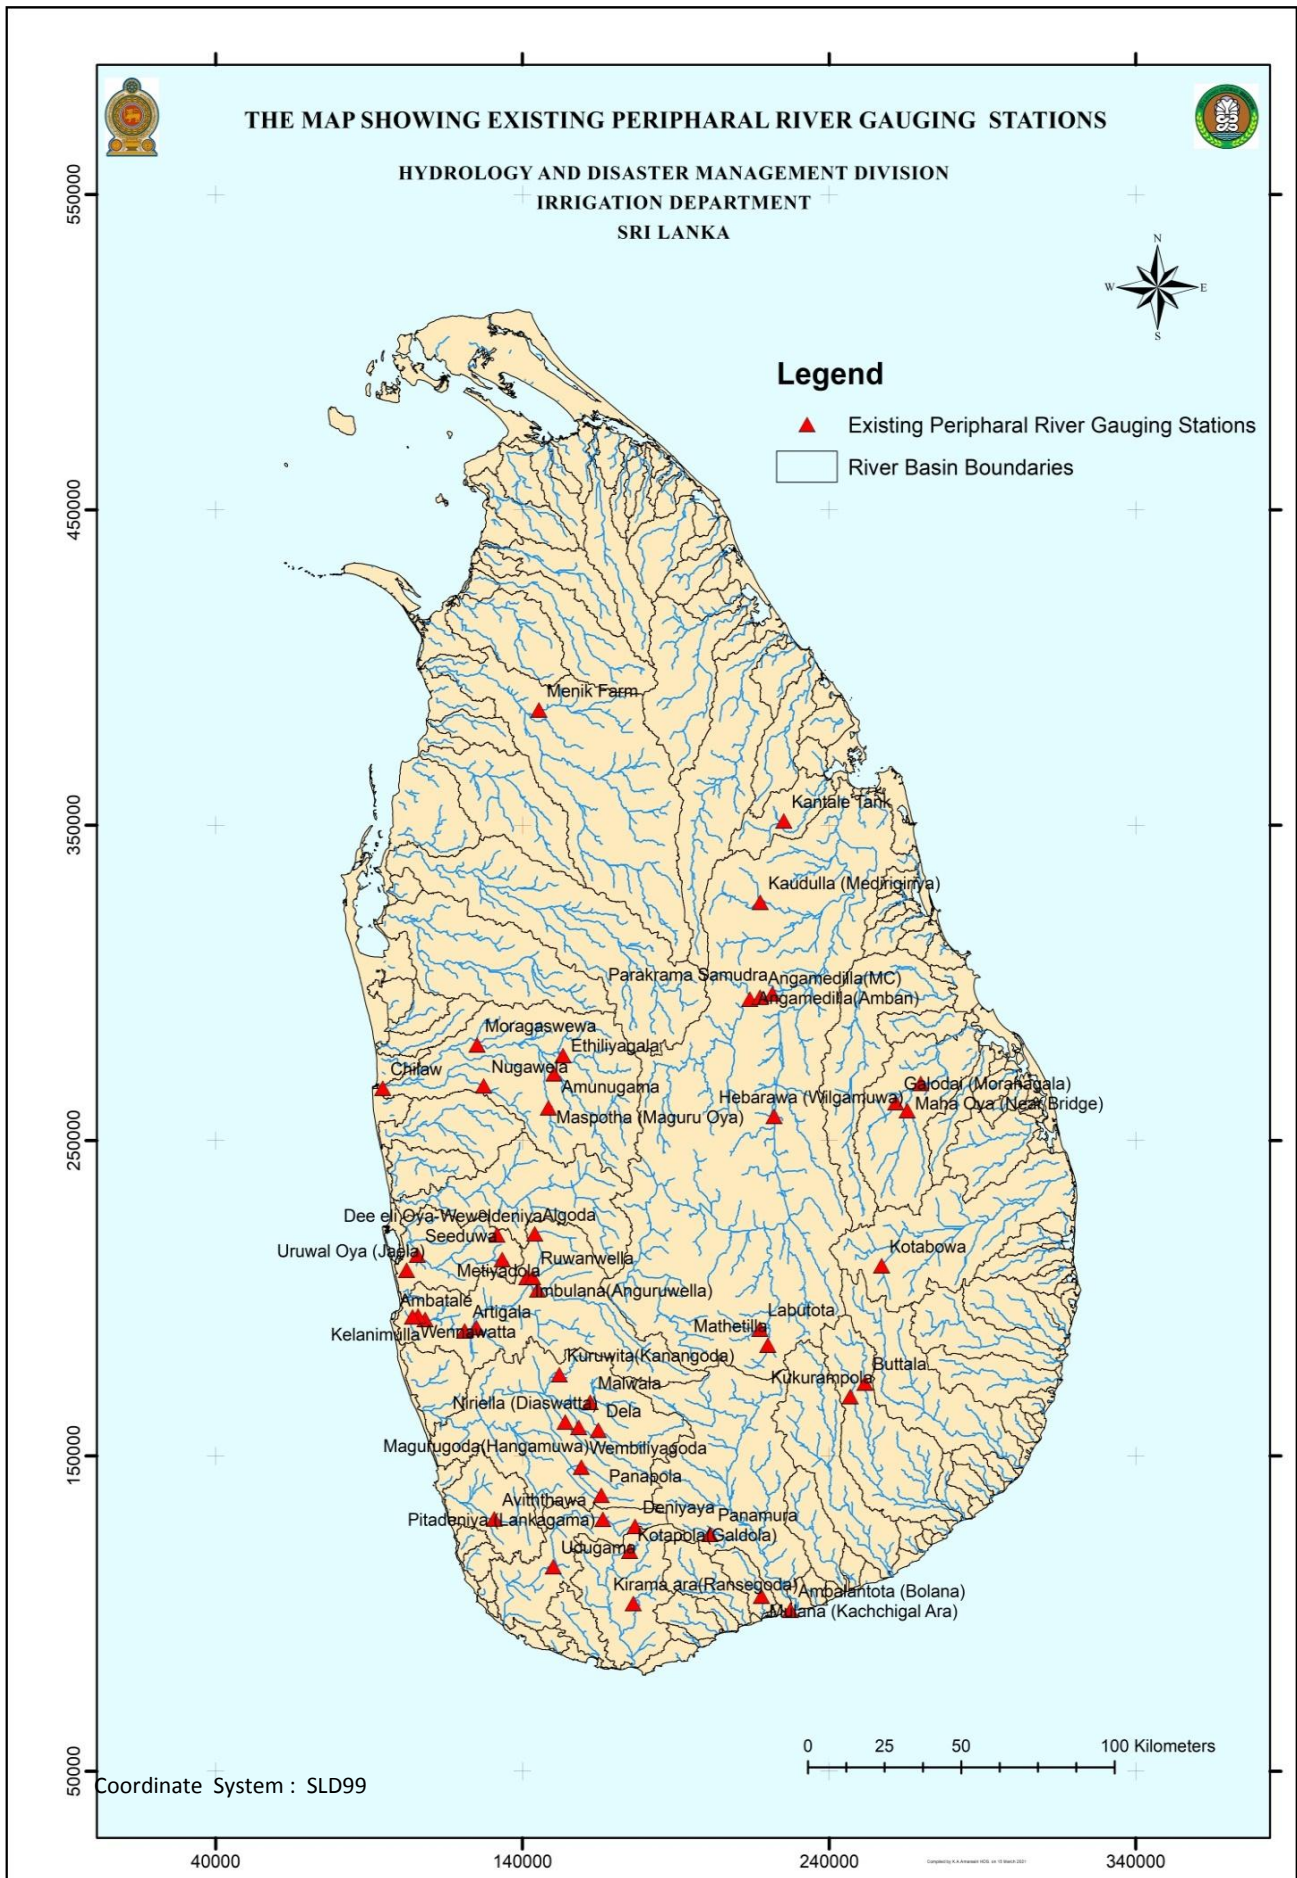 THE MAP SHOWING EXISTING PERIPHARAL RIVER GAUGING STATIONS
HYDROLOGY AND DISASTER MANAGEMENT DIVISION
IRRIGATION DEPARTMENT
SRI LANKA
N
W
E
S
Legend
Existing Peripharal River Gauging Stations
River Basin Boundaries
550000
450000
350000
250000
150000
50000
Menik Farm
Kantale Tank
Kaudulla (Medirigiriya)
Parakrama Samudra
Angamedilla(MC)
Angamedilla(Amban)
Moragaswewa
Ethiliyagala
Chilaw
Nugawela
Amunugama
Maspotha (Maguru Oya)
Hebarawa (Wilgamuwa)
Galodai (Moranagala)
Maha Oya (Near Bridge)
Dee eli Oya-Weweldeniya
Algoda
Seeduwa
Uruwal Oya (Jaela)
Ruwanwella
Metiyadola
Imbulana(Anguruwella)
Kotabowa
Ambatale
Artigala
Kelanimulla
Wennawatta
Labutota
Mathetilla
Kuruwita(Kanangoda)
Buttala
Kukurampola
Malwala
Niriella (Diaswatta)
Dela
Magurugoda(Hangamuwa)
Wembiliyagoda
Panapola
Aviththawa
Deniyaya
Panamura
Pitadeniya (Lankagama)
Kotapola(Galdola)
Udugama
Kirama ara(Ransegoda)
Ambalantota (Bolana)
Mulana (Kachchigal Ara)
0 25 50 100 Kilometers
Coordinate System : SLD99
40000 140000 240000 340000